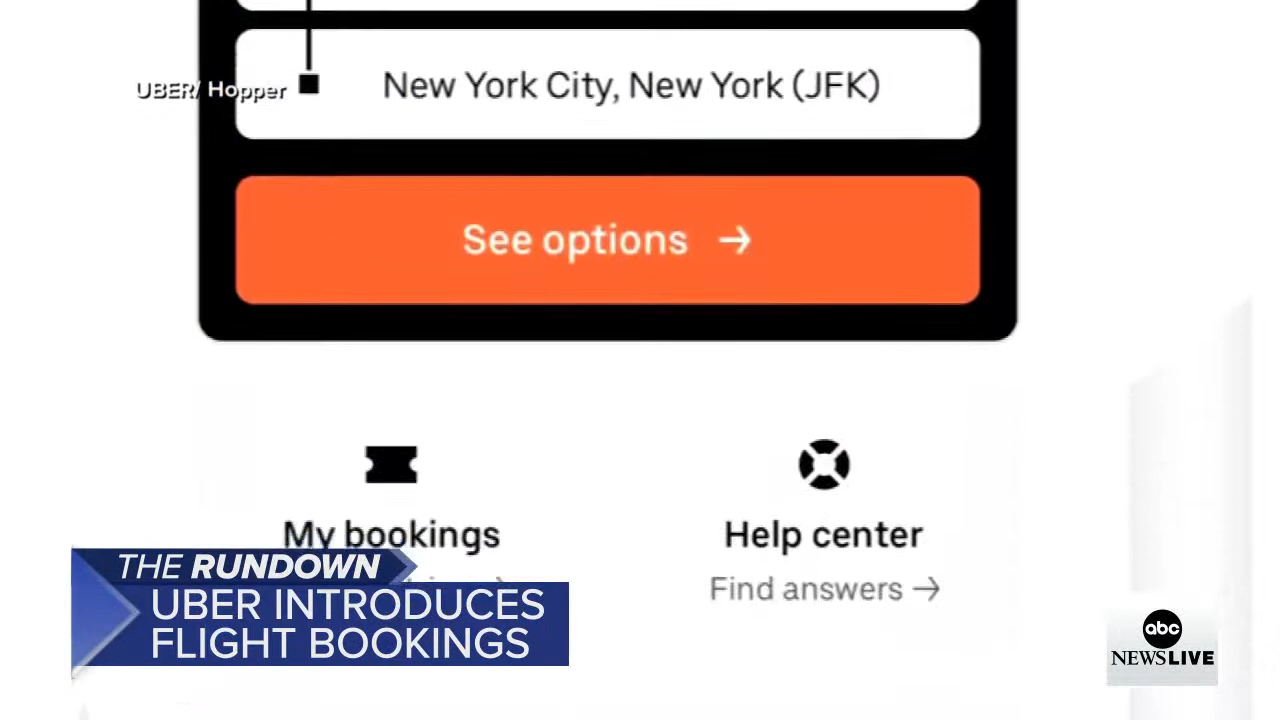 New York City, New York (JFK)
UBER/ Hopper
See options →
My bookings
Help center
Find answers →
THE RUNDOWN
UBER INTRODUCES
FLIGHT BOOKINGS
abc
NEWSLIVE